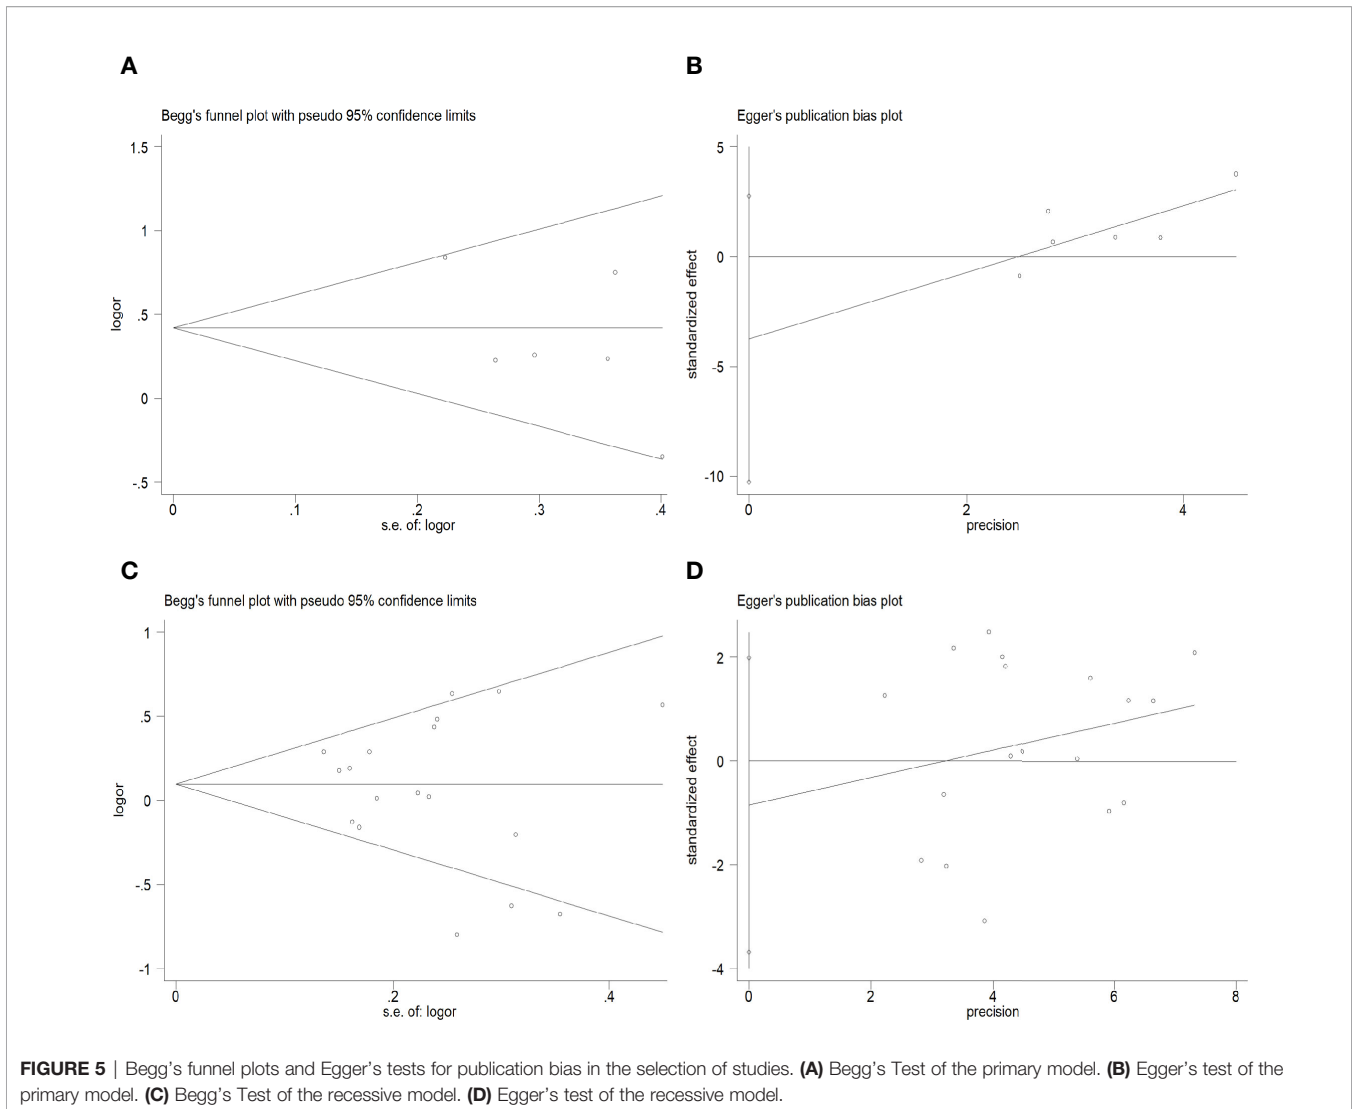 A
B
Begg's funnel plot with pseudo 95% confidence limits
Egger's publication bias plot
1.5
1
.5
0
-.5
logor
0
.1
.2
.3
.4
s.e. of: logor
5
0
-5
-10
standardized effect
0
2
4
precision
C
D
Begg's funnel plot with pseudo 95% confidence limits
Egger's publication bias plot
1
.5
0
-.5
-1
logor
0
.2
.4
s.e. of: logor
2
0
-2
-4
standardized effect
0
2
4
6
8
precision
FIGURE 5 | Begg's funnel plots and Egger's tests for publication bias in the selection of studies. (A) Begg's Test of the primary model. (B) Egger's test of the
primary model. (C) Begg's Test of the recessive model. (D) Egger's test of the recessive model.